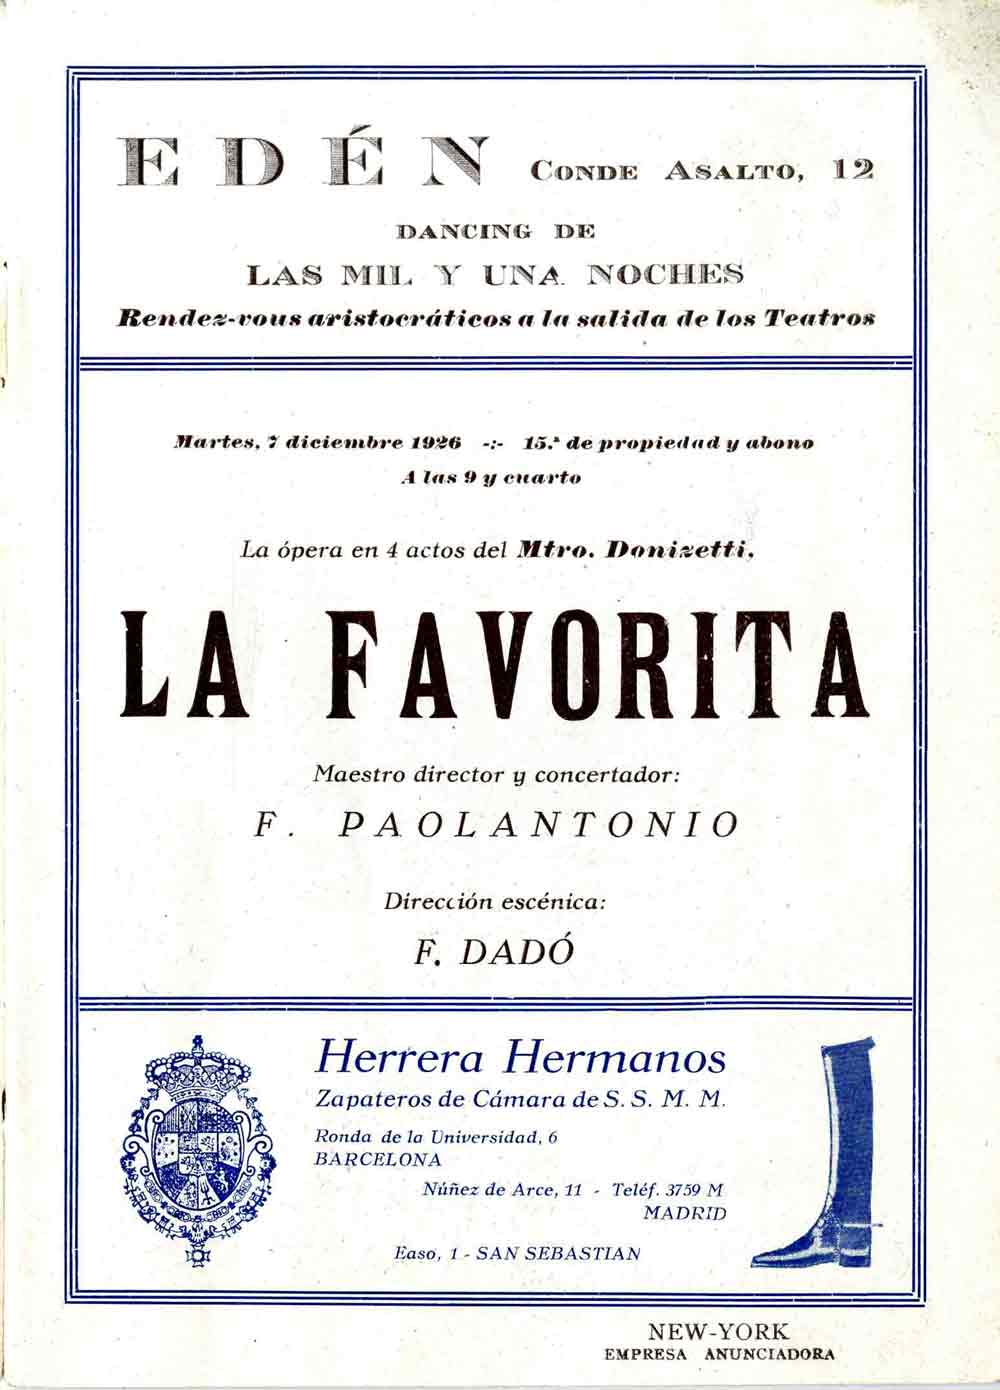 EDÉN CONDE ASALTO, 12
DANCING DE
LAS MIL Y UNA NOCHES
Rendez-vous aristocráticos a la salida de los Teatros
Martes, 7 diciembre 1926 -:- 15.ª de propiedad y abono
A las 9 y cuarto
La ópera en 4 actos del Mtro. Donizetti.
LA FAVORITA
Maestro director y concertador:
F. PAOLANTONIO
Dirección escénica:
F. DADÓ
Herrera Hermanos
Zapateros de Cámara de S. S. M. M.
Ronda de la Universidad, 6
BARCELONA
Núñez de Arce, 11 - Teléf. 3759 M
MADRID
Easo, 1 - SAN SEBASTIAN
NEW-YORK
EMPRESA ANUNCIADORA